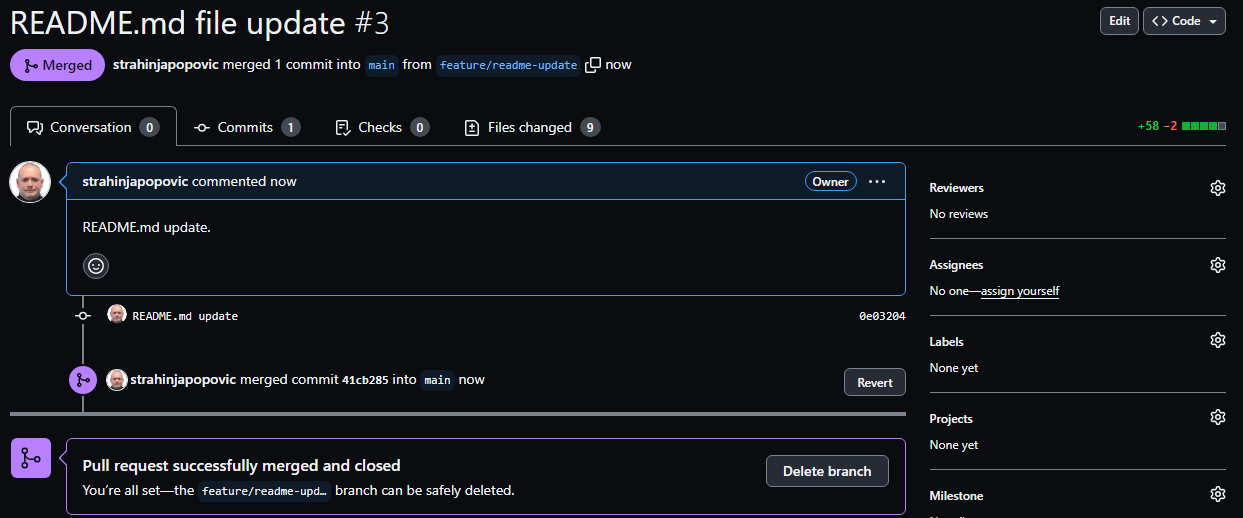 README.md file update #3
Edit
Code
Merged
strahinjapopovic merged 1 commit into main from feature/readme-update now
Conversation 0
Commits 1
Checks 0
Files changed 9
+58 −2
strahinjapopovic commented now
Owner
README.md update.
README.md update
0e03204
strahinjapopovic merged commit 41cb285 into main now
Revert
Pull request successfully merged and closed
You’re all set—the feature/readme-upd… branch can be safely deleted.
Delete branch
Reviewers
No reviews
Assignees
No one—assign yourself
Labels
None yet
Projects
None yet
Milestone